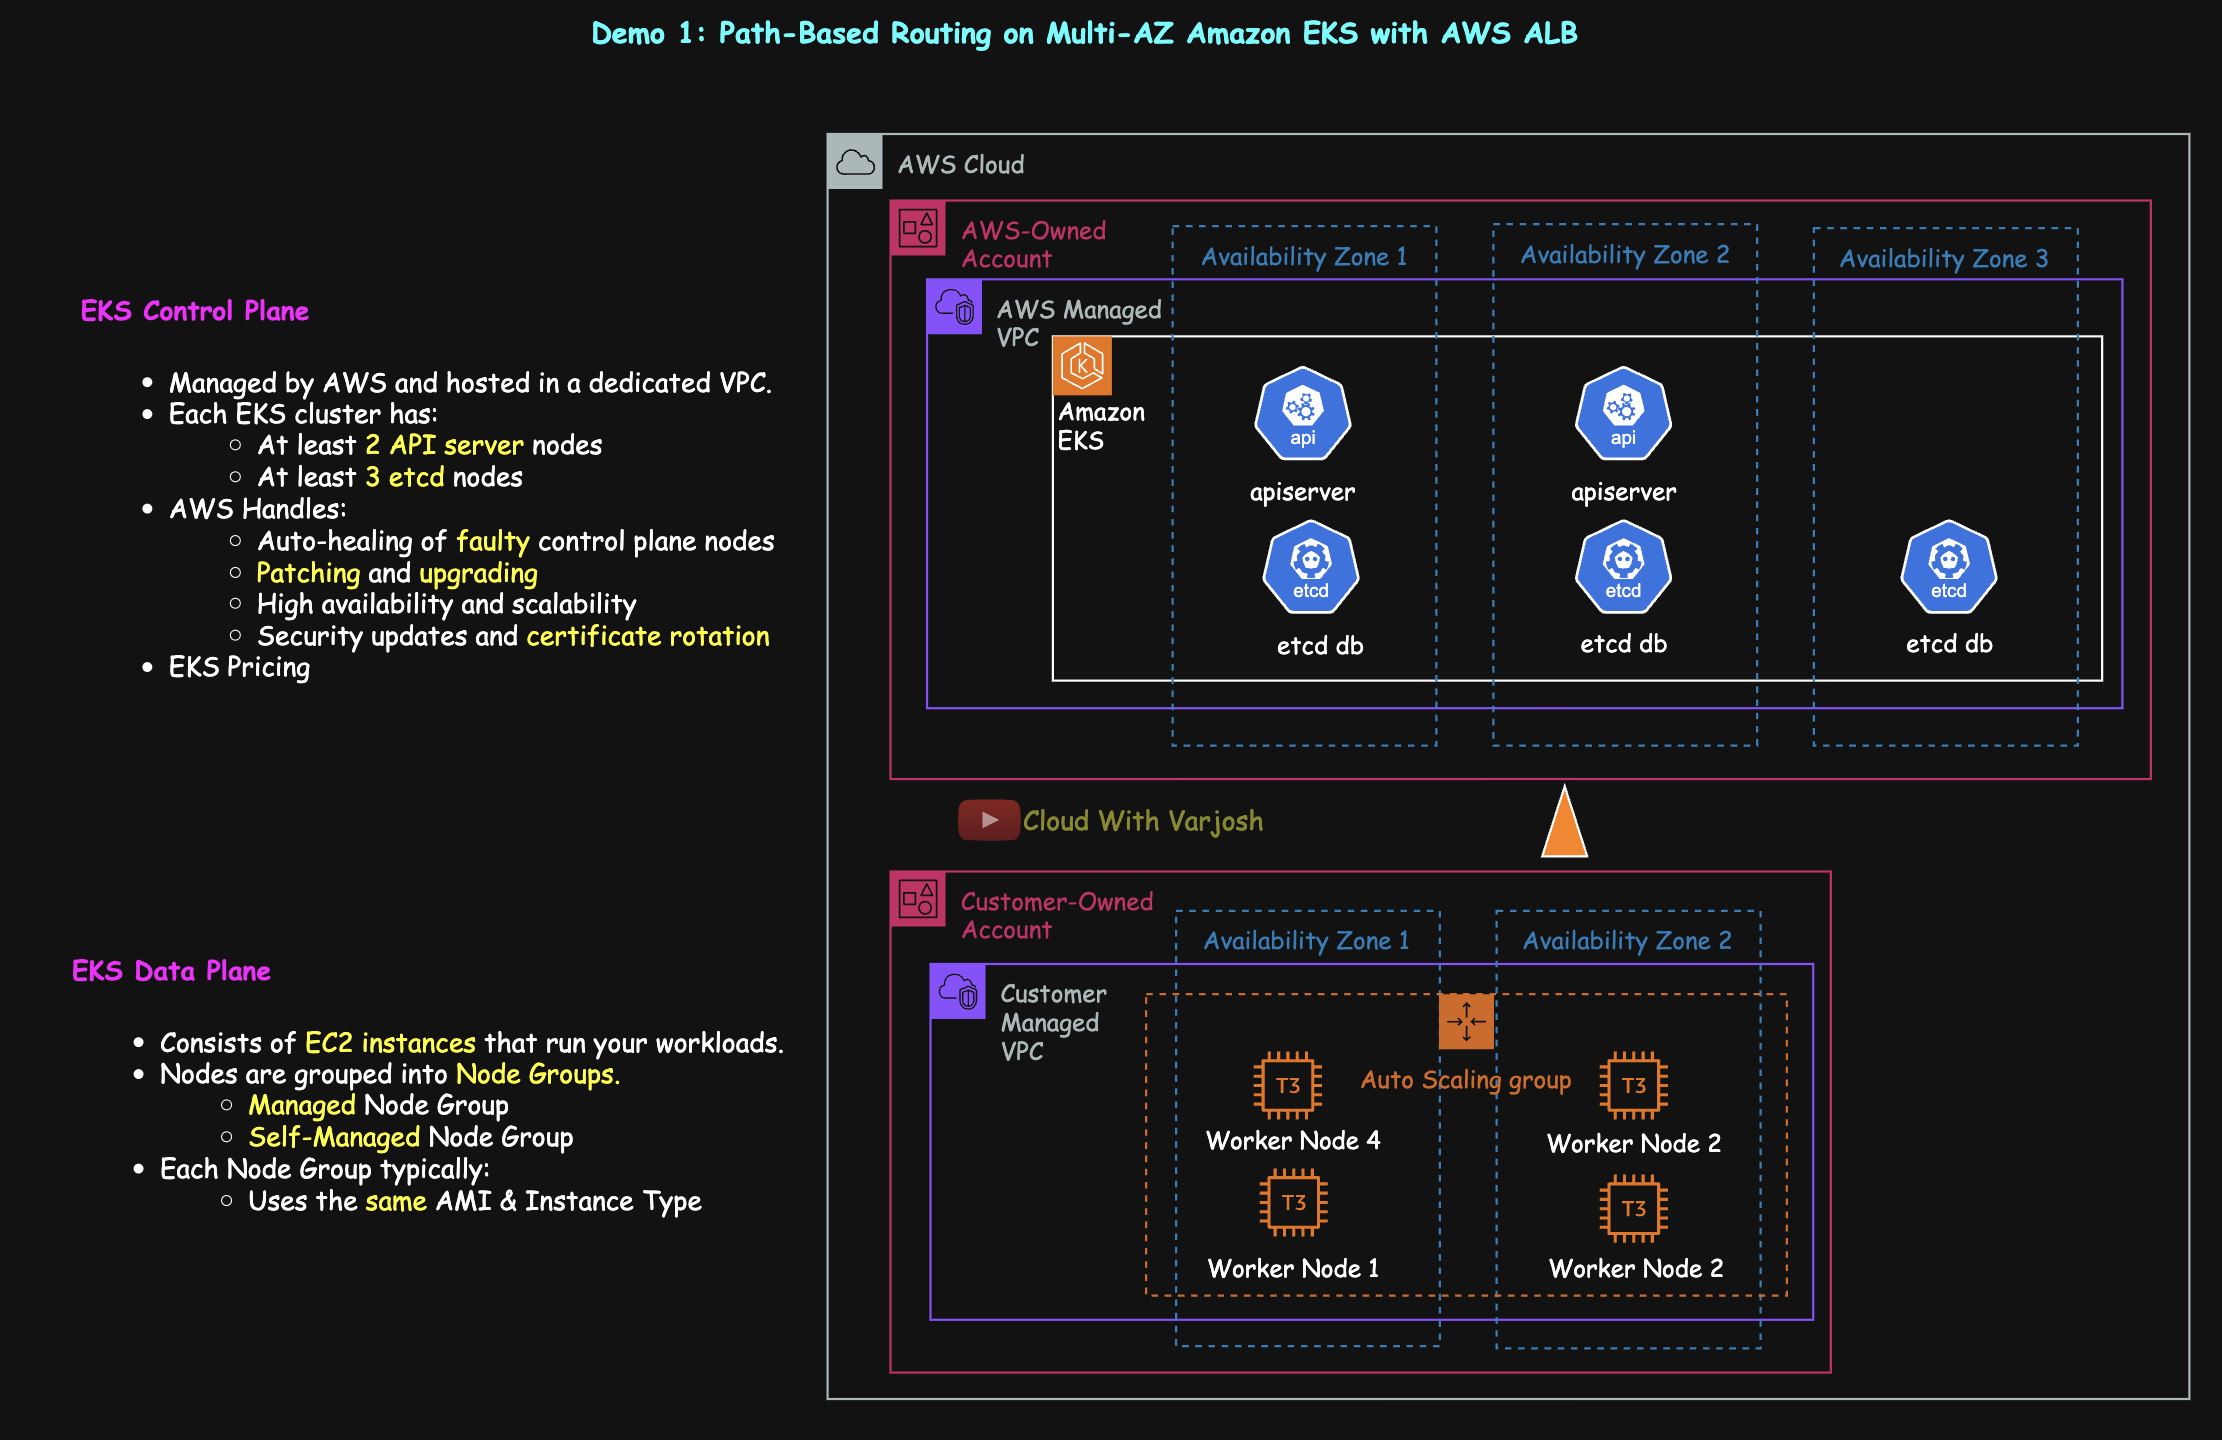 Demo 1: Path-Based Routing on Multi-AZ Amazon EKS with AWS ALB
EKS Control Plane
Managed by AWS and hosted in a dedicated VPC.
Each EKS cluster has:
At least 2 API server nodes
At least 3 etcd nodes
AWS Handles:
Auto-healing of faulty control plane nodes
Patching and upgrading
High availability and scalability
Security updates and certificate rotation
EKS Pricing
EKS Data Plane
Consists of EC2 instances that run your workloads.
Nodes are grouped into Node Groups.
Managed Node Group
Self-Managed Node Group
Each Node Group typically:
Uses the same AMI & Instance Type
AWS Cloud
AWS-Owned
Account
Availability Zone 1
Availability Zone 2
Availability Zone 3
AWS Managed
VPC
K
Amazon
EKS
api
apiserver
api
apiserver
etcd
etcd db
etcd
etcd db
etcd
etcd db
Cloud With Varjosh
Customer-Owned
Account
Availability Zone 1
Availability Zone 2
Customer
Managed
VPC
Auto Scaling group
T3
Worker Node 4
T3
Worker Node 2
T3
Worker Node 1
T3
Worker Node 2